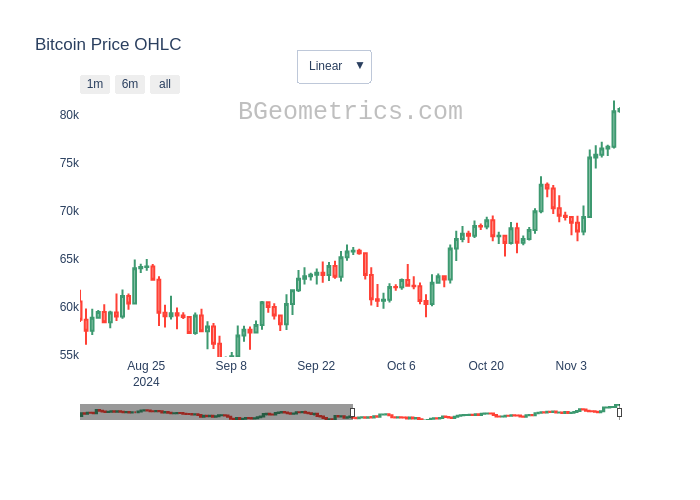 Bitcoin Price OHLC
Linear ▼
1m 6m all
BGeometrics.com
80k
75k
70k
65k
60k
55k
Aug 25 Sep 8 Sep 22 Oct 6 Oct 20 Nov 3
2024